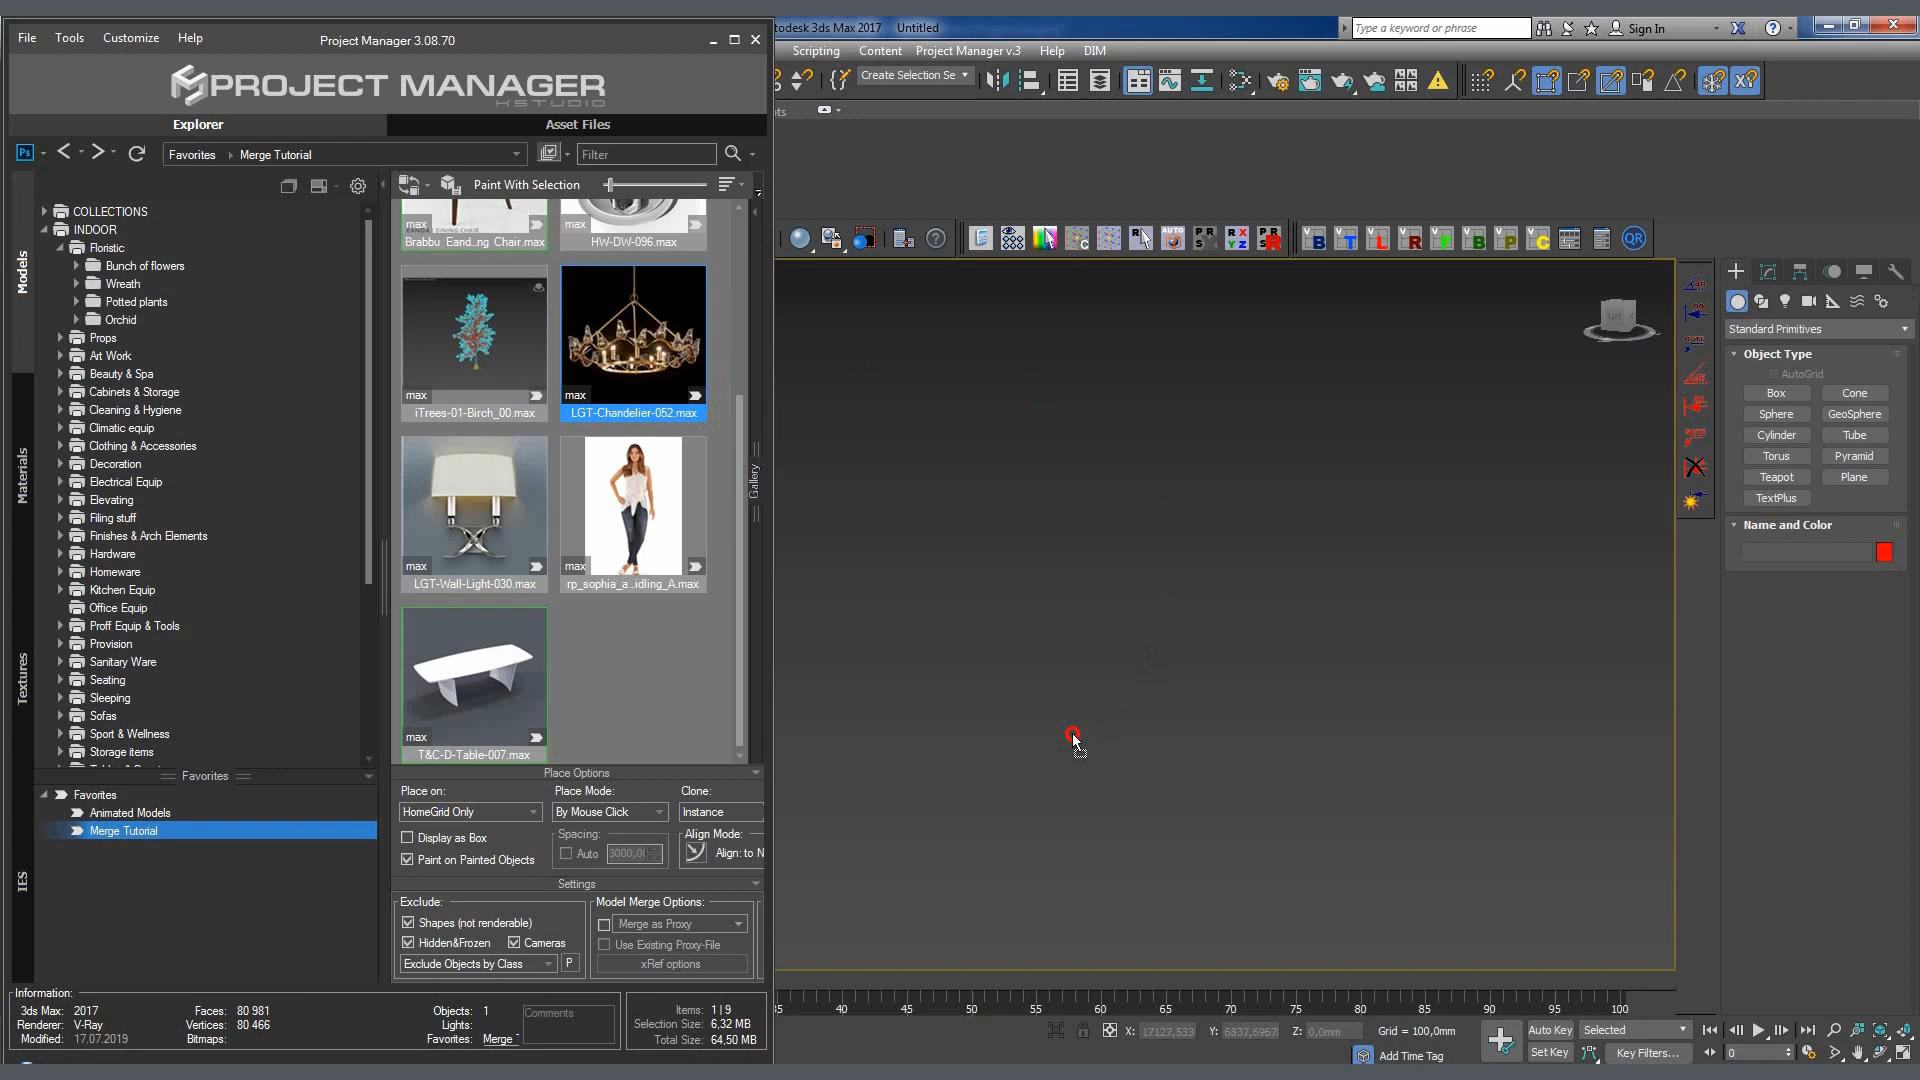 File Tools Customize Help
Project Manager 3.08.70
PROJECT MANAGER
KSTUDIO
Explorer
Asset Files
Ps
Favorites
Merge Tutorial
Filter
Paint With Selection
Models
Materials
Textures
IES
COLLECTIONS
INDOOR
Floristic
Bunch of flowers
Wreath
Potted plants
Orchid
Props
Art Work
Beauty & Spa
Cabinets & Storage
Cleaning & Hygiene
Climatic equip
Clothing & Accessories
Decoration
Electrical Equip
Elevating
Filing stuff
Finishes & Arch Elements
Hardware
Homeware
Kitchen Equip
Office Equip
Proff Equip & Tools
Provision
Sanitary Ware
Seating
Sleeping
Sofas
Sport & Wellness
Storage items
Favorites
Favorites
Animated Models
Merge Tutorial
max
Brabbu_Eand...ng_Chair.max
max
HW-DW-096.max
max
iTrees-01-Birch_00.max
max
LGT-Chandelier-052.max
max
LGT-Wall-Light-030.max
max
rp_sophia_a...idling_A.max
max
T&C-D-Table-007.max
Gallery
Place Options
Place on:
HomeGrid Only
Display as Box
Paint on Painted Objects
Place Mode:
By Mouse Click
Spacing:
Auto
Clone:
Instance
Align Mode:
Align: to N
Settings
Exclude:
Shapes (not renderable)
Hidden&Frozen
Cameras
Exclude Objects by Class
P
Model Merge Options:
Merge as Proxy
Use Existing Proxy-File
xRef options
Information:
3ds Max: 2017
Renderer: V-Ray
Modified: 17.07.2019
Faces: 80 981
Vertices: 80 466
Bitmaps:
Objects: 1
Lights:
Favorites: Merge
Comments
Items: 1 | 9
Selection Size: 6,32 MB
Total Size: 64,50 MB
todesk 3ds Max 2017 Untitled
Type a keyword or phrase
Sign In
Scripting Content Project Manager v.3 Help DIM
Create Selection Se
AUTO
QR
Standard Primitives
Object Type
AutoGrid
Box
Cone
Sphere
GeoSphere
Cylinder
Tube
Torus
Pyramid
Teapot
Plane
TextPlus
Name and Color
40 45 50 55 60 65 70 75 80 85 90 95 100
X: 17127,533
Y: 6837,6967
Z: 0,0mm
Grid = 100,0mm
Add Time Tag
Auto Key
Selected
Set Key
Key Filters...
0